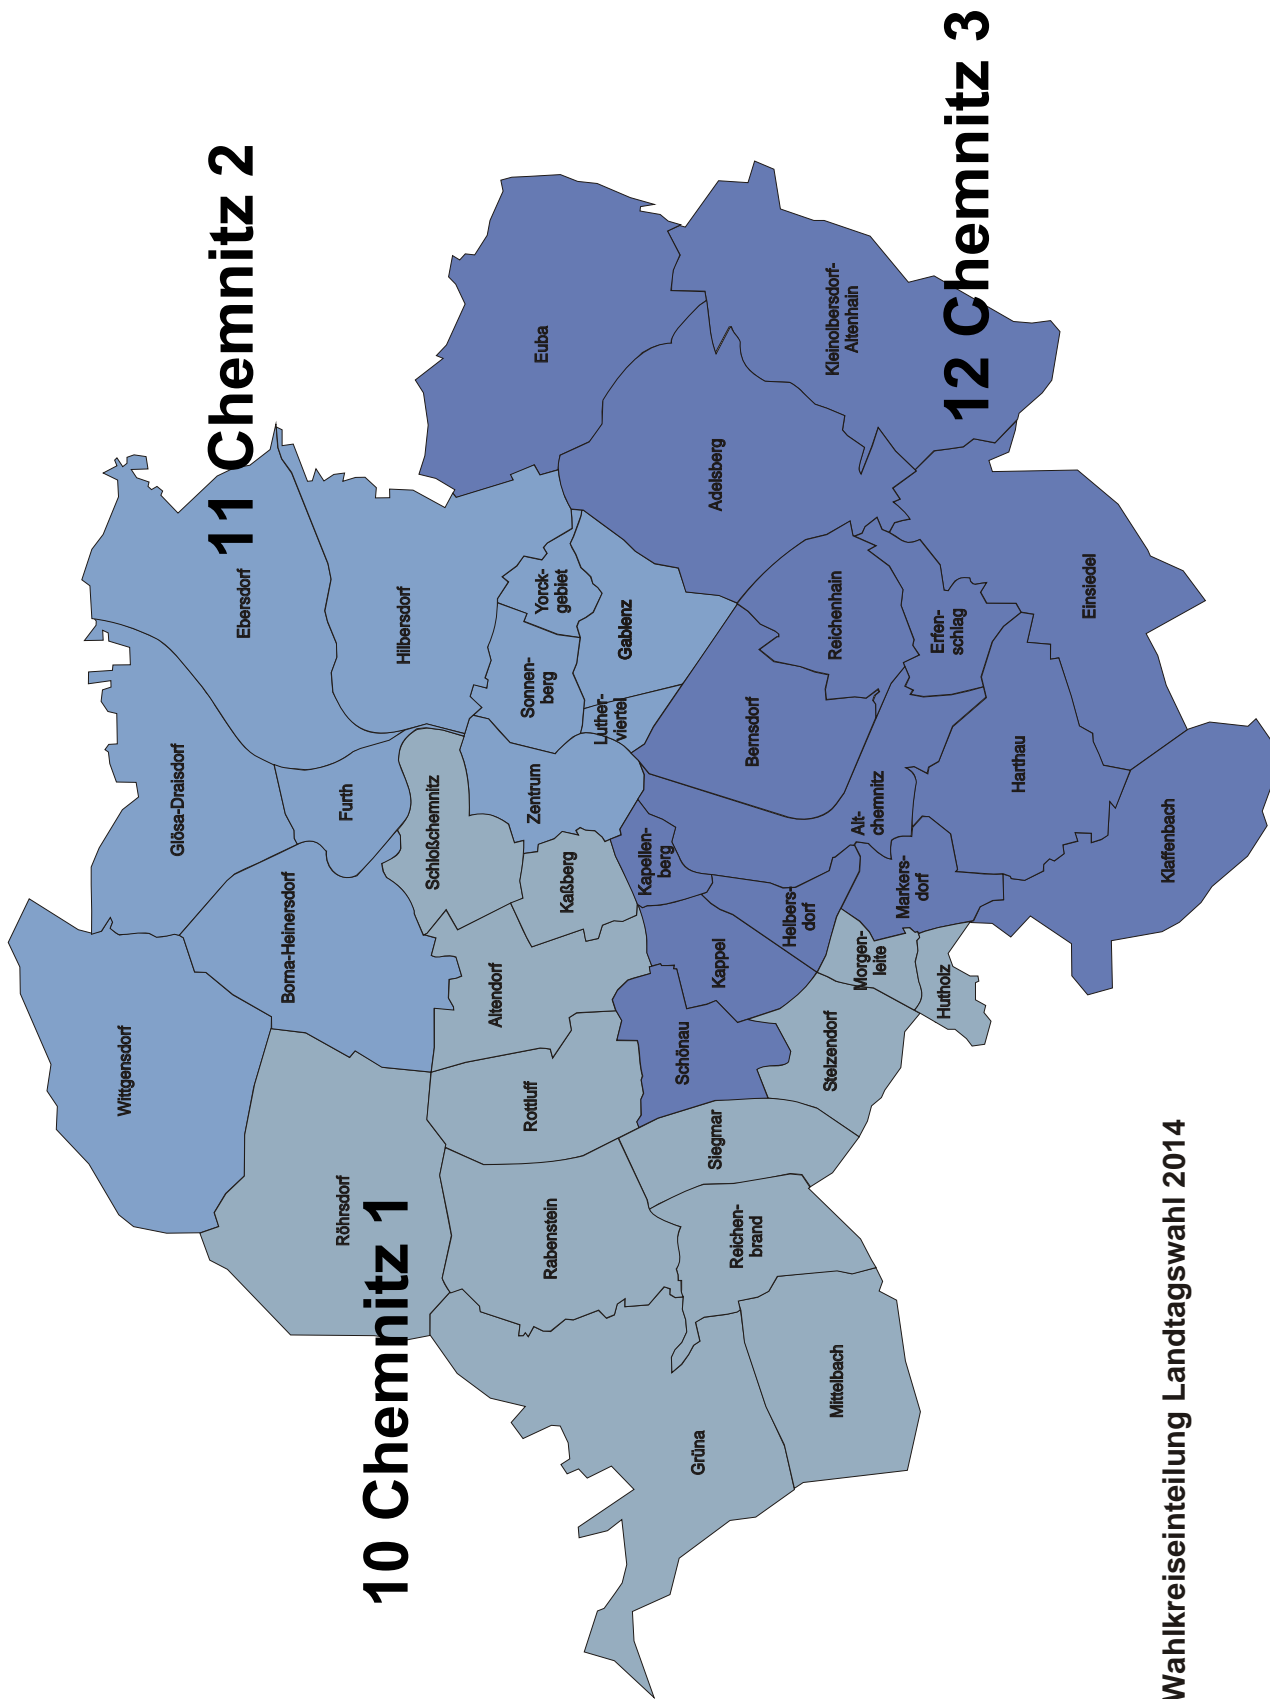 11 Chemnitz 2
10 Chemnitz 1
12 Chemnitz 3
Wittgensdorf
Glösa-Draisdorf
Ebersdorf
Borna-Heinersdorf
Furth
Hilbersdorf
Röhrsdorf
Schloßchemnitz
Altendorf
Rottluff
Rabenstein
Kaßberg
Zentrum
Sonnen-
berg
Yorck-
gebiet
Euba
Luther-
viertel
Gablenz
Grüna
Siegmar
Schönau
Kappel
Kapellen-
berg
Reichen-
brand
Bernsdorf
Adelsberg
Helbers-
dorf
Mittelbach
Stelzendorf
Morgen-
leite
Alt-
chemnitz
Reichenhain
Kleinolbersdorf-
Altenhain
Markers-
dorf
Hutholz
Erfen-
schlag
Harthau
Einsiedel
Klaffenbach
Wahlkreiseinteilung Landtagswahl 2014